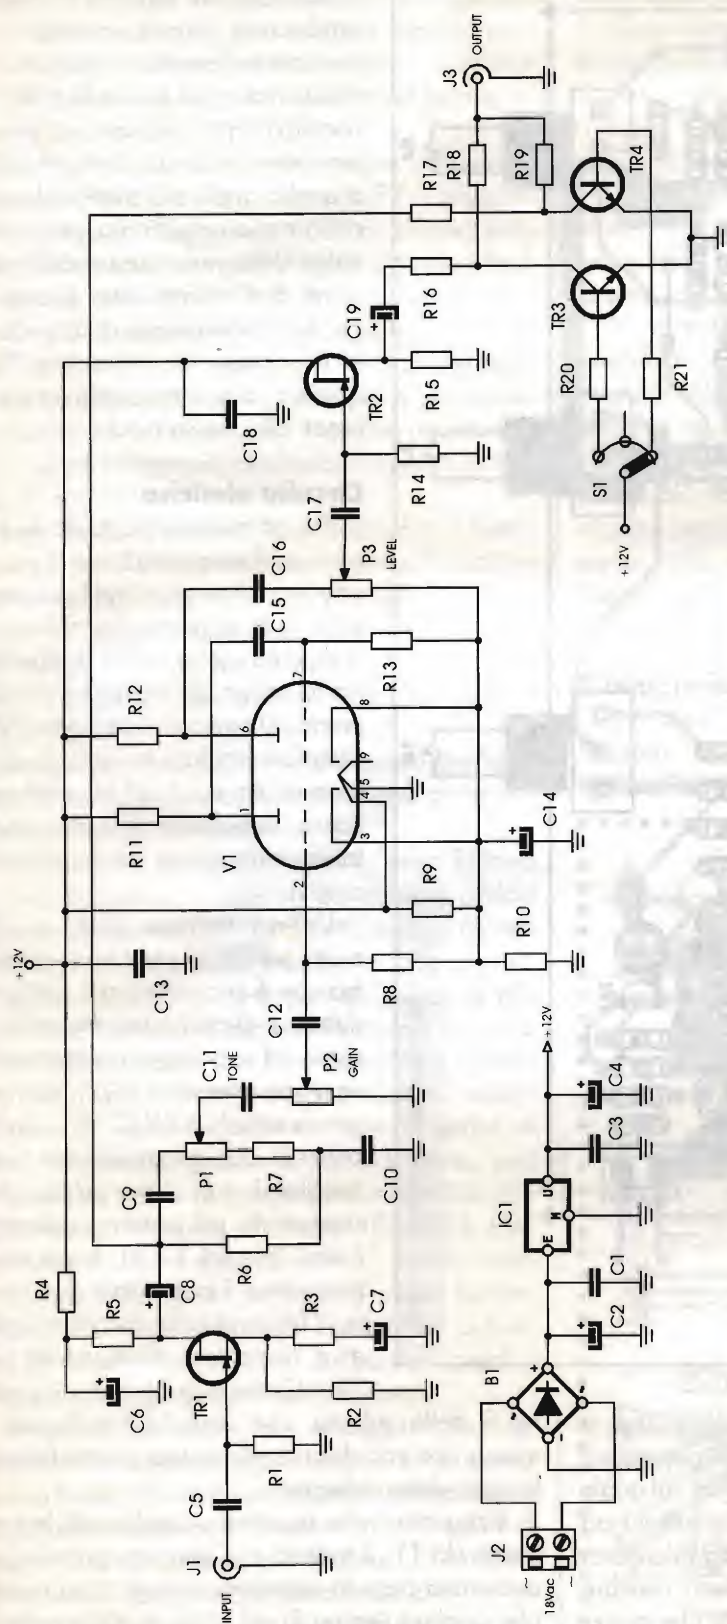 +12V
R4
R5
C6
C8
TR1
R3
C7
R2
R1
C5
J1
INPUT
C9
P1
R7
R6
C10
C11
TONE
P2
GAIN
C12
C13
R8
R9
R10
C14
R11
R12
V1
1
6
2
7
3
4
5
9
8
R13
C15
C16
P3
LEVEL
C17
R14
C18
TR2
R15
C19
R16
R17
R18
R19
J3
OUTPUT
TR3
TR4
R20
R21
S1
+12V
J2
18Vac
~
~
B1
~
~
+
-
C2
C1
IC1
E
U
M
C3
C4
+12V